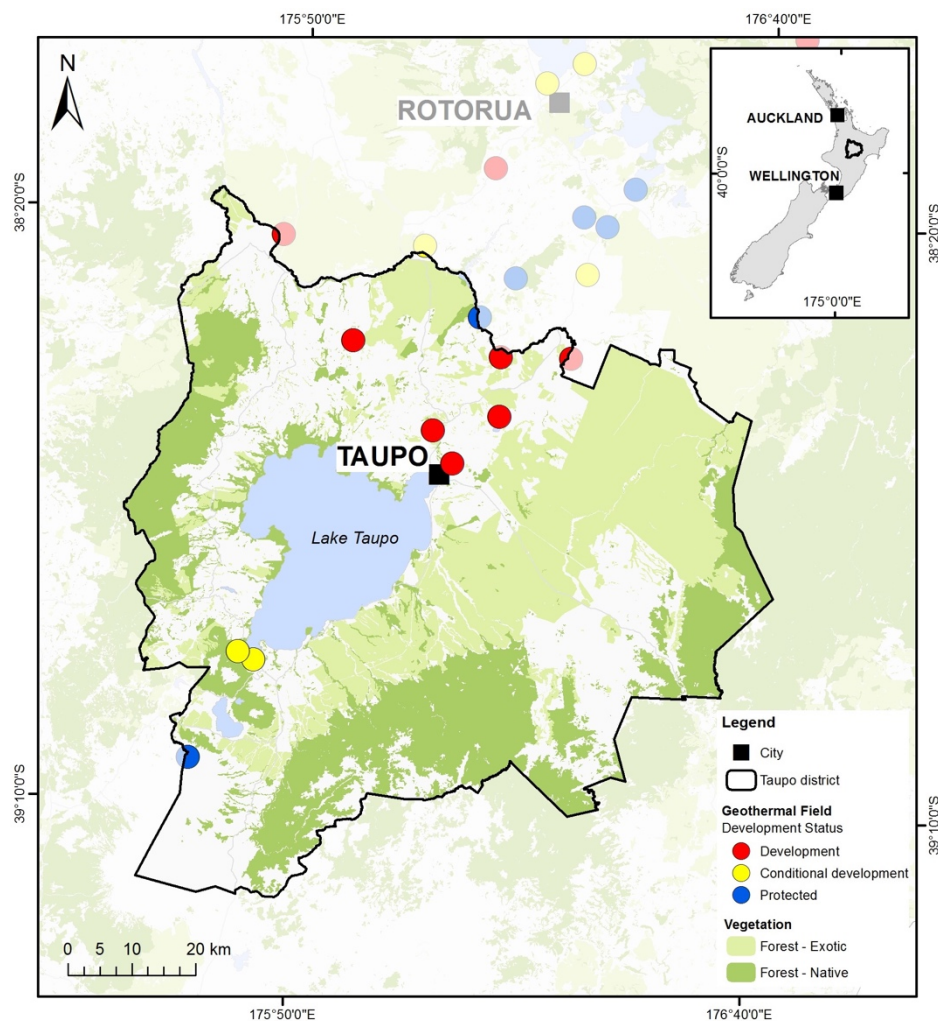 175°50'0"E
176°40'0"E
N
ROTORUA
AUCKLAND
WELLINGTON
40°0'0"S
175°0'0"E
38°20'0"S
38°20'0"S
TAUPO
Lake Taupo
Legend
City
Taupo district
Geothermal Field
Development Status
Development
Conditional development
Protected
Vegetation
Forest - Exotic
Forest - Native
39°10'0"S
39°10'0"S
0 5 10 20 km
175°50'0"E
176°40'0"E